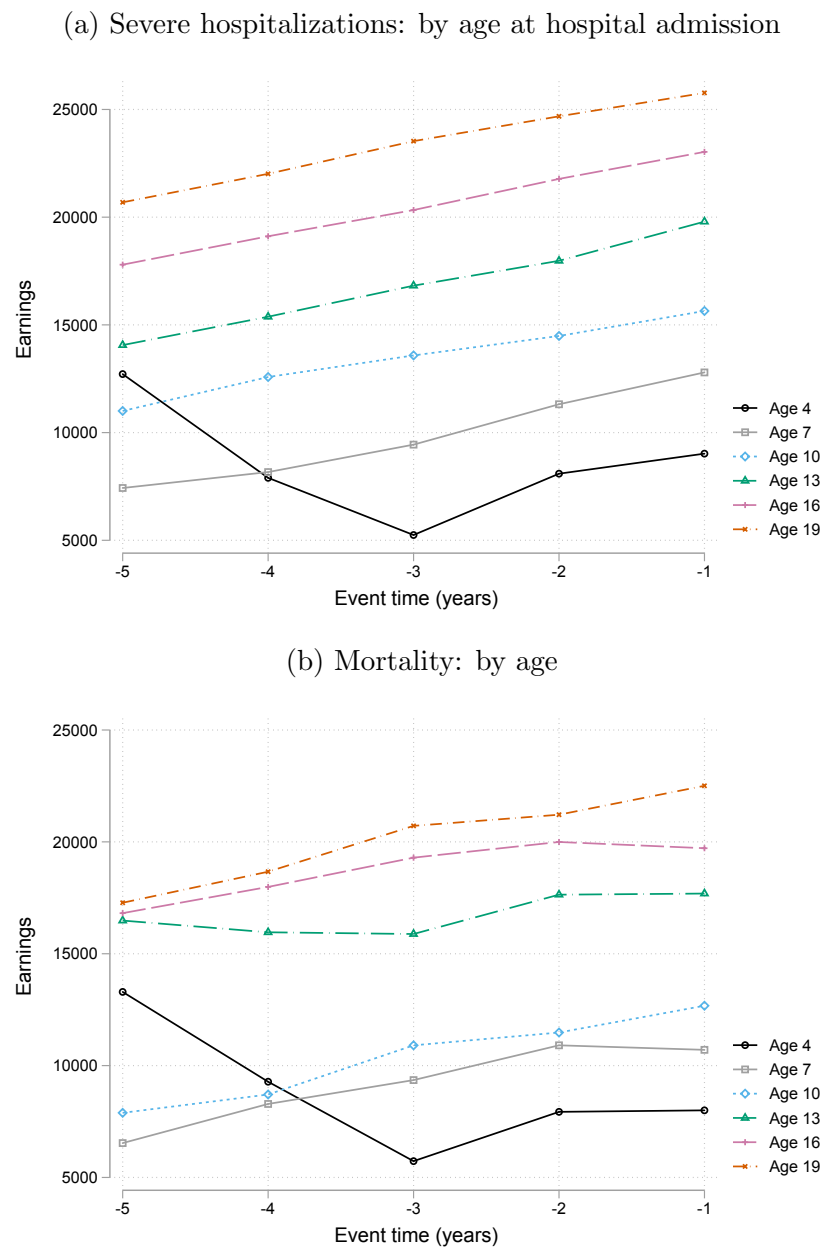 (a) Severe hospitalizations: by age at hospital admission
25000
20000
15000
10000
5000
Earnings
-5 -4 -3 -2 -1
Event time (years)
Age 4
Age 7
Age 10
Age 13
Age 16
Age 19
(b) Mortality: by age
25000
20000
15000
10000
5000
Earnings
-5 -4 -3 -2 -1
Event time (years)
Age 4
Age 7
Age 10
Age 13
Age 16
Age 19